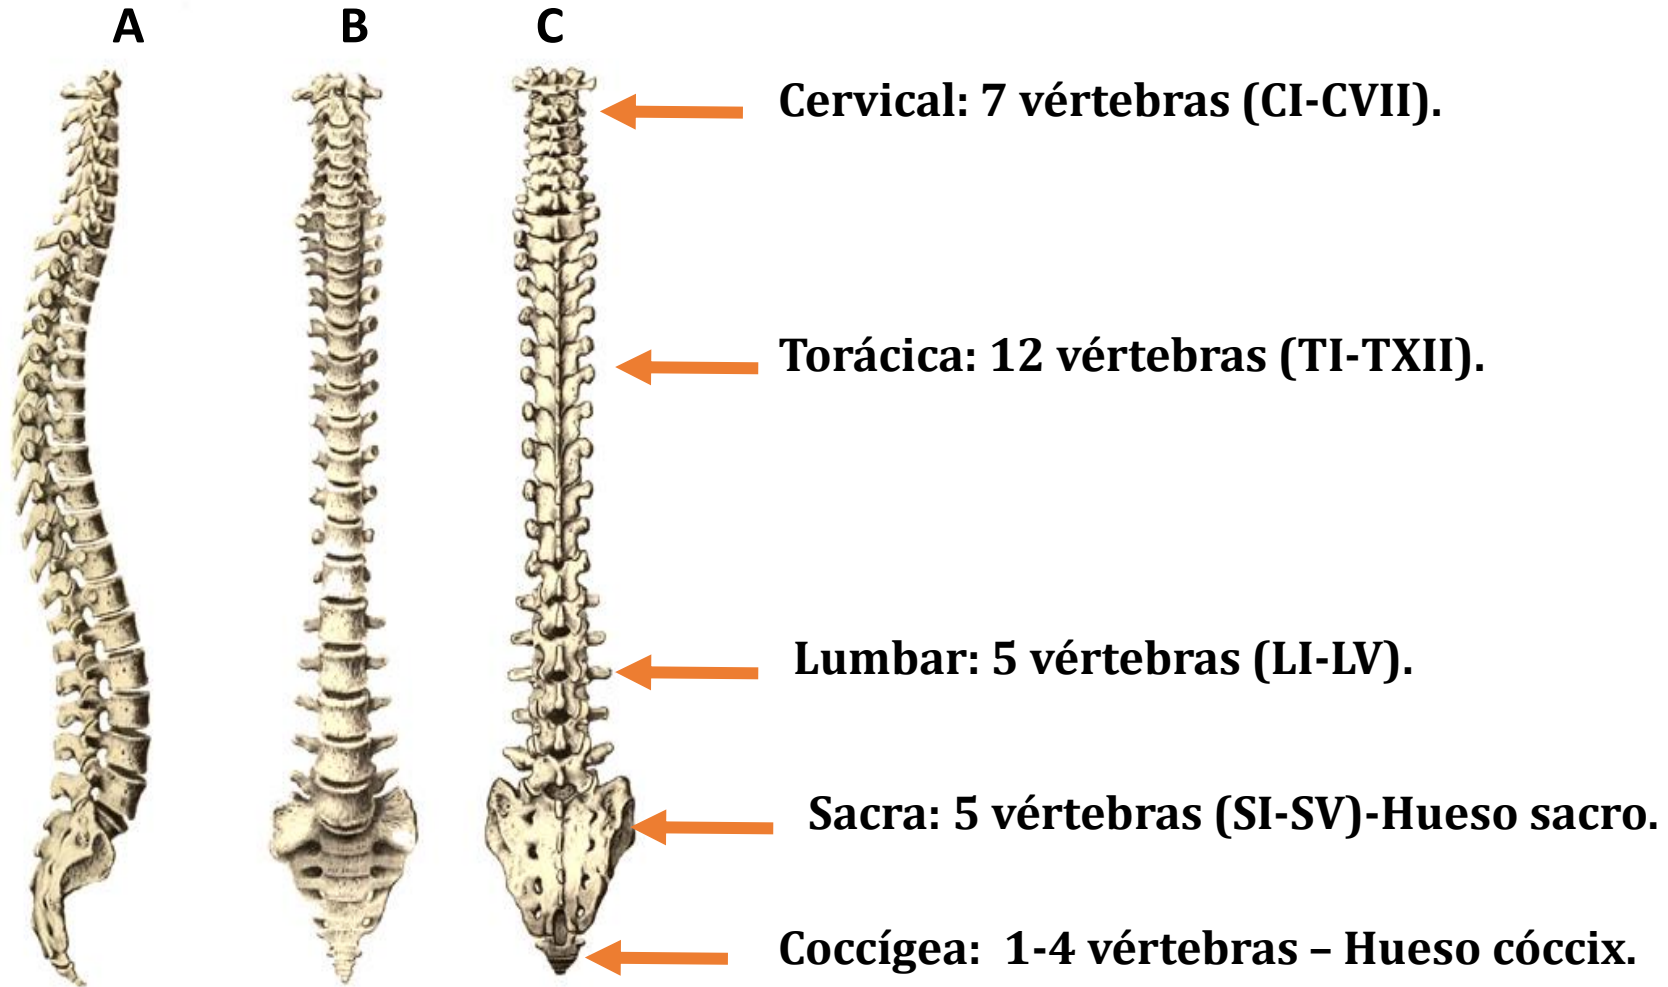 A B C
Cervical: 7 vértebras (CI-CVII).
Torácica: 12 vértebras (TI-TXII).
Lumbar: 5 vértebras (LI-LV).
Sacra: 5 vértebras (SI-SV)-Hueso sacro.
Coccígea: 1-4 vértebras – Hueso cóccix.